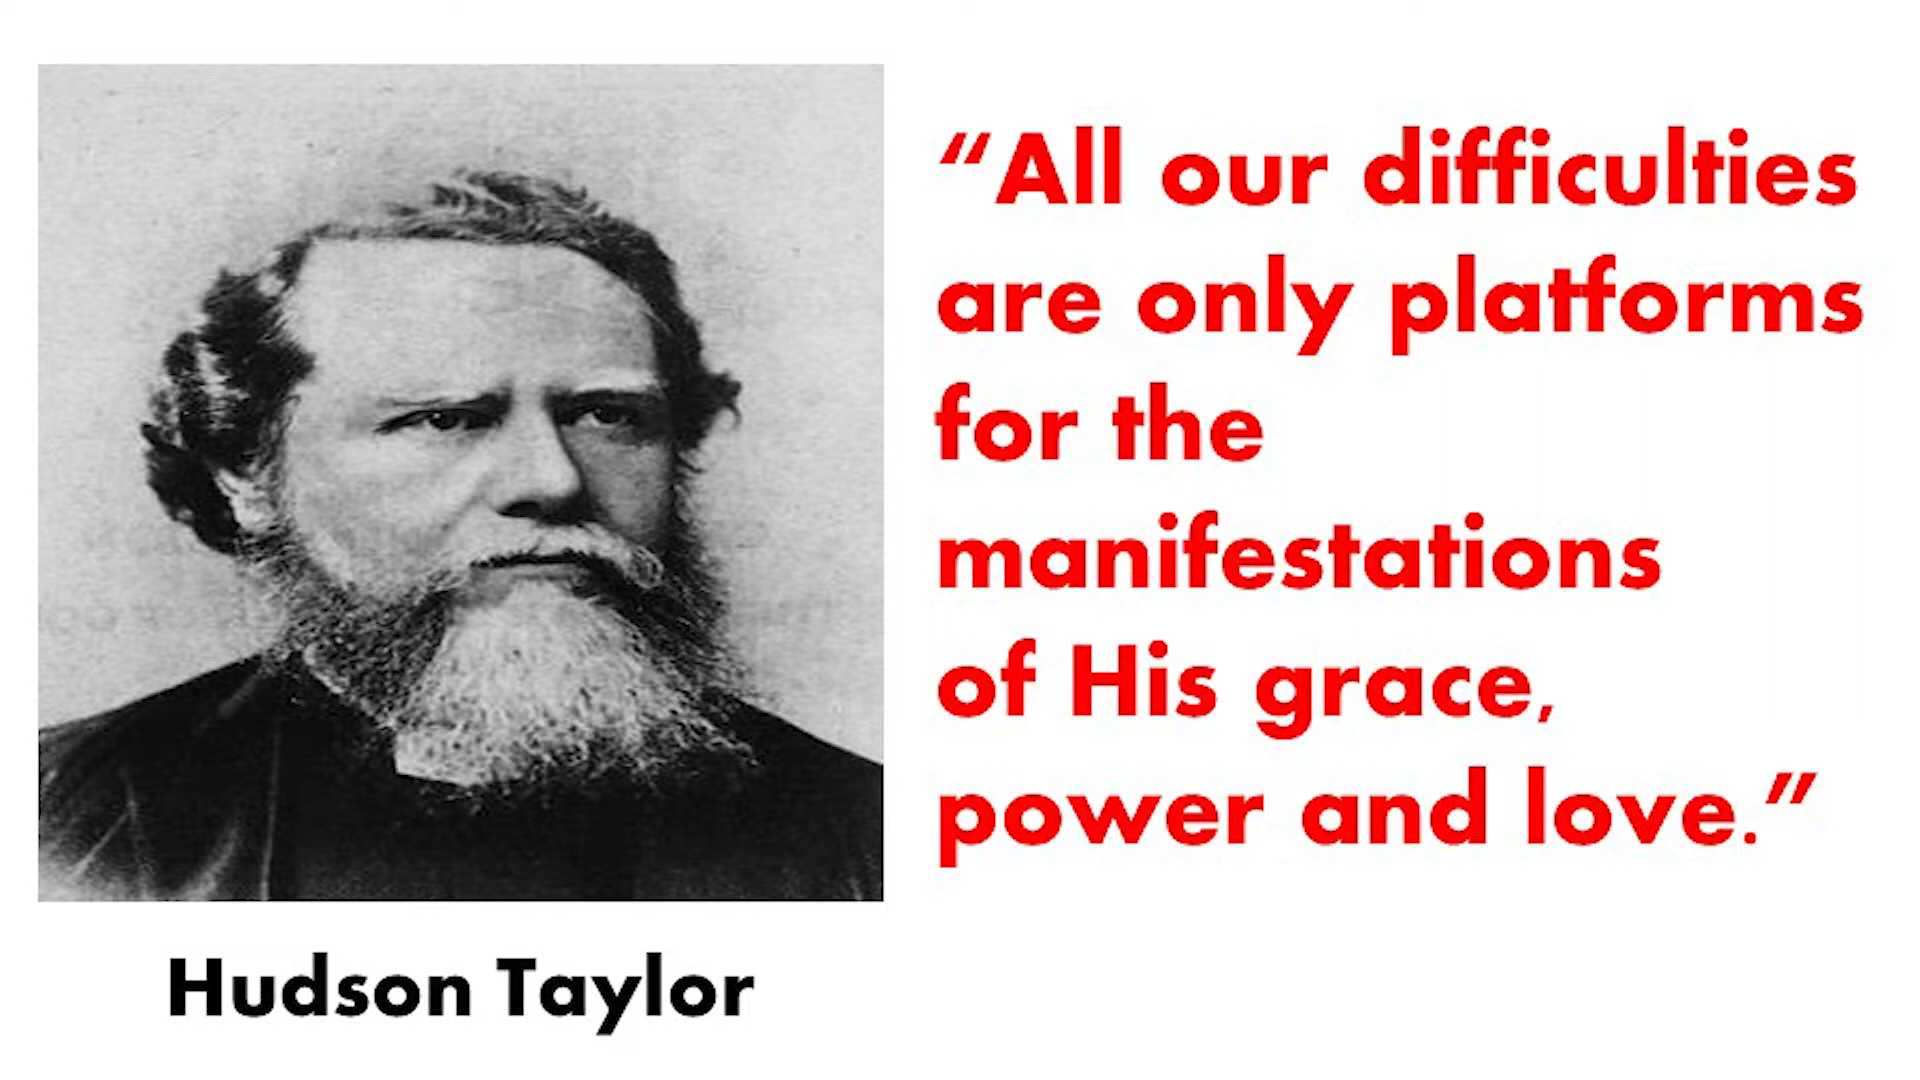 “All our difficulties
are only platforms
for the
manifestations
of His grace,
power and love.”
Hudson Taylor